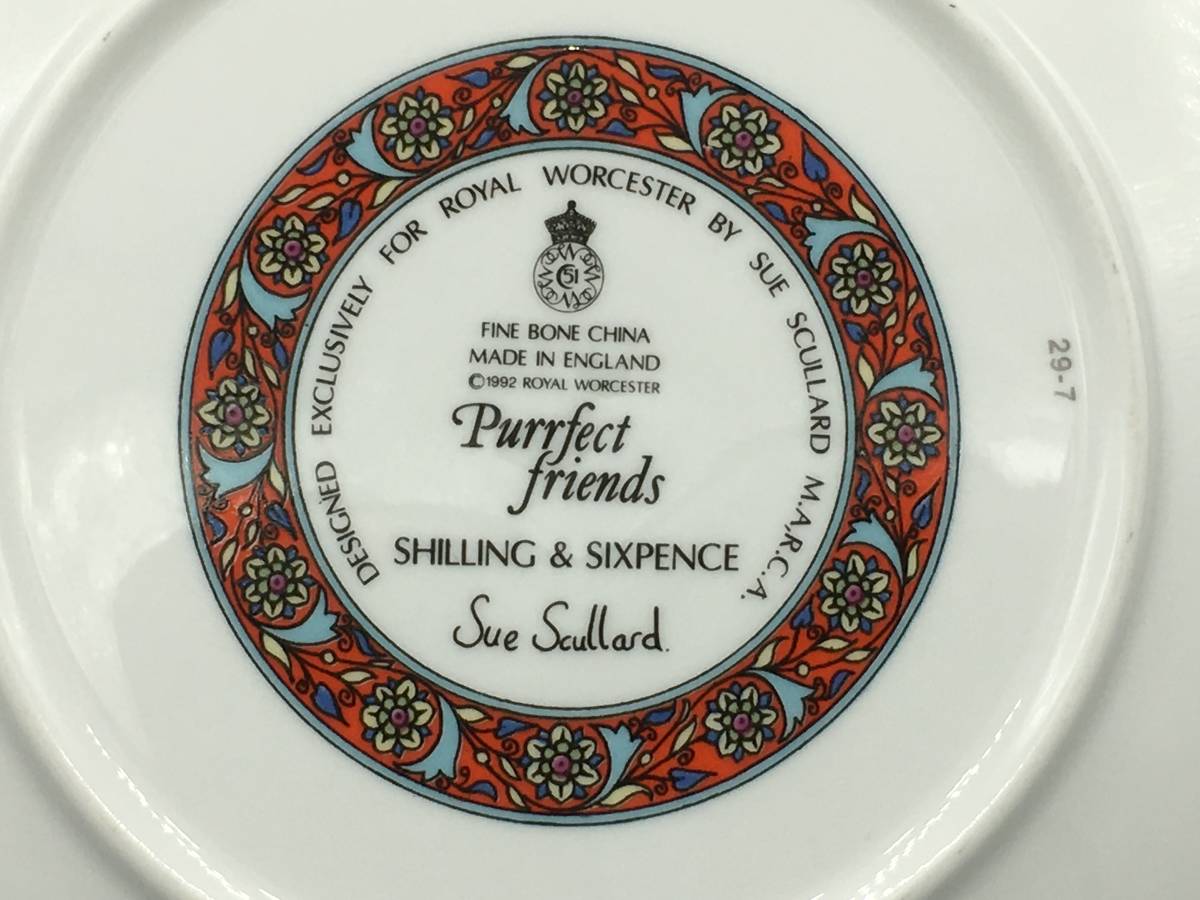 DESIGNED EXCLUSIVELY FOR ROYAL WORCESTER BY SUE SCULLARD M.A,R.C.A.
51
FINE BONE CHINA
MADE IN ENGLAND
©1992 ROYAL WORCESTER
Purrfect
friends
SHILLING & SIXPENCE
Sue Scullard.
29-7